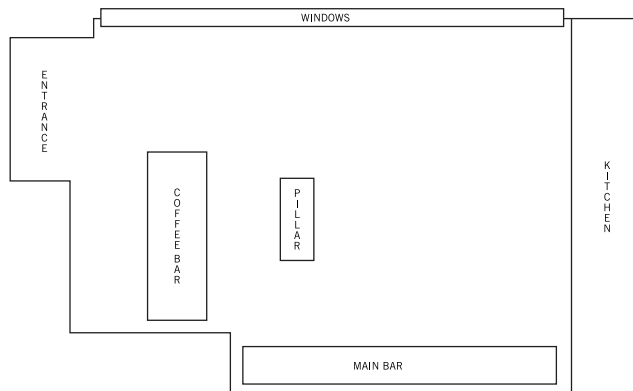 WINDOWS
ENTRANCE
COFFEE BAR
PILLAR
KITCHEN
MAIN BAR